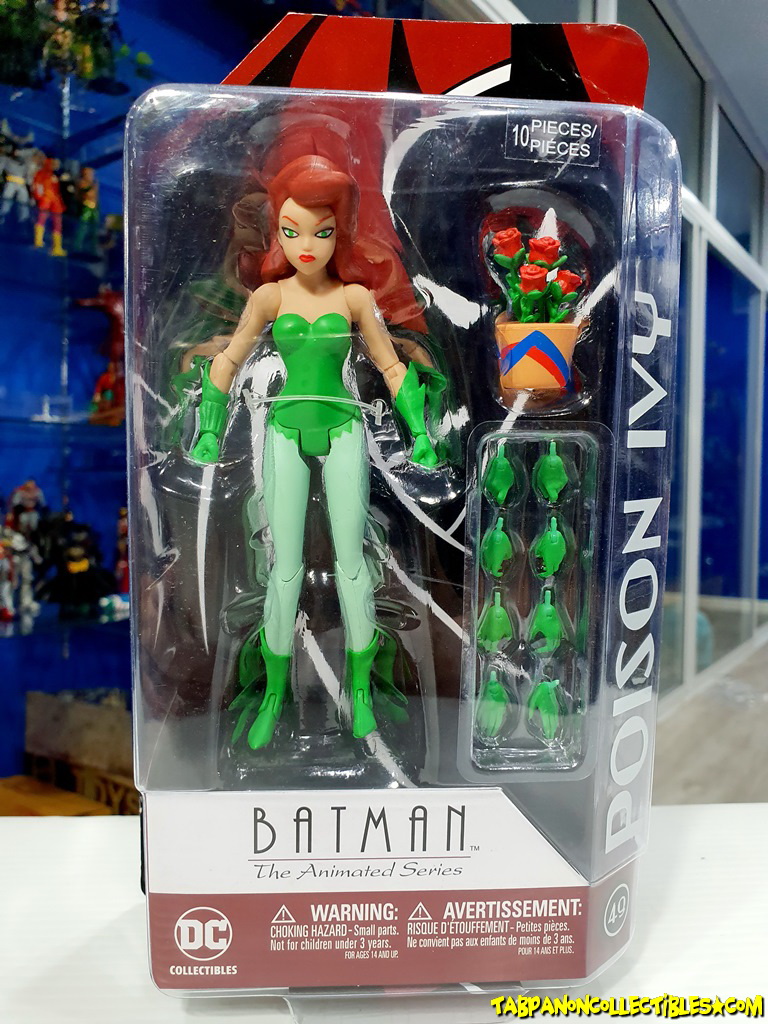 10 PIECES/
PIÈCES
POISON IVY
BATMAN™
The Animated Series
DC
COLLECTIBLES
WARNING:
CHOKING HAZARD - Small parts.
Not for children under 3 years.
FOR AGES 14 AND UP.
AVERTISSEMENT:
RISQUE D'ÉTOUFFEMENT - Petites pièces.
Ne convient pas aux enfants de moins de 3 ans.
POUR 14 ANS ET PLUS.
49
TABPANONCOLLECTIBLES★COM